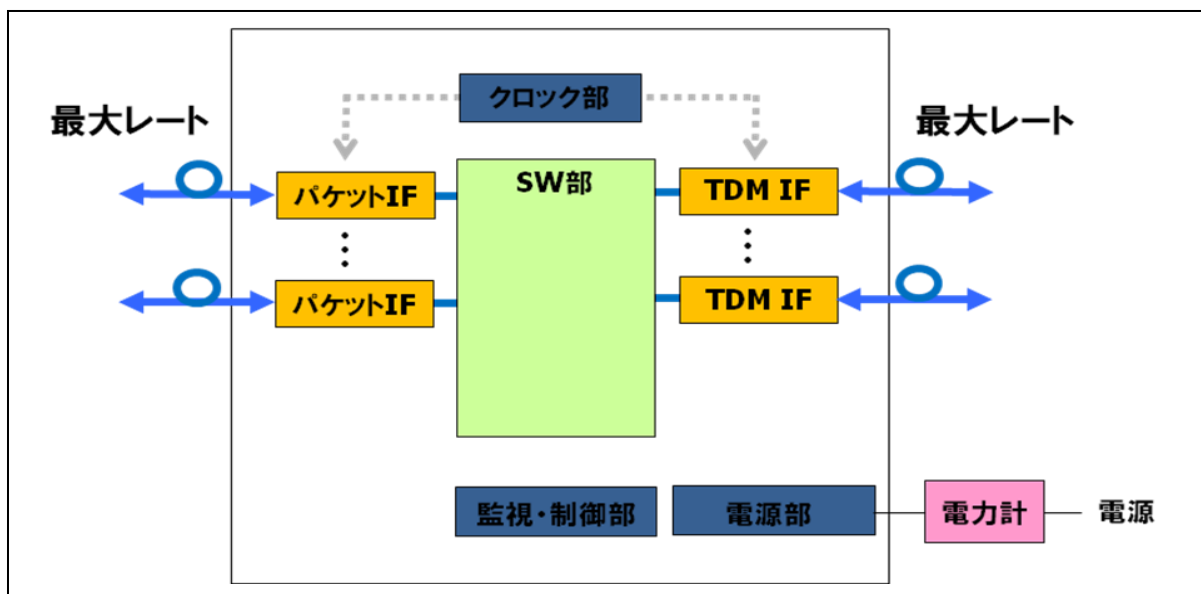 クロック部
最大レート
最大レート
パケットIF
SW部
TDM IF
パケットIF
TDM IF
監視・制御部
電源部
電力計
電源